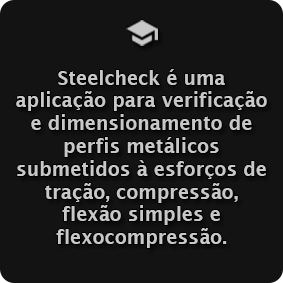 Steelcheck é uma
aplicação para verificação
e dimensionamento de
perfis metálicos
submetidos à esforços de
tração, compressão,
flexão simples e
flexocompressão.